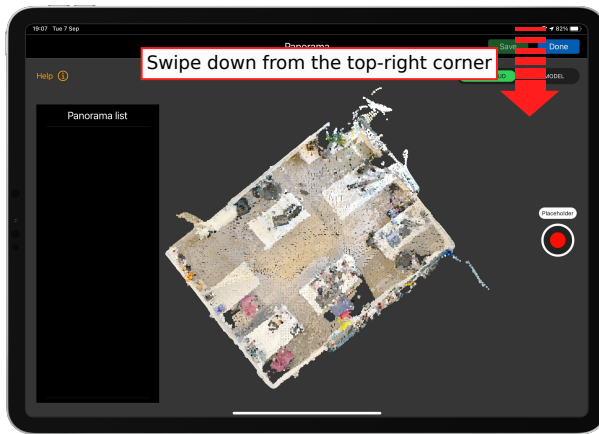 19:07 Tue 7 Sep
82%
Panorama
Save
Done
Swipe down from the top-right corner
Help
MODEL
Panorama list
Placeholder